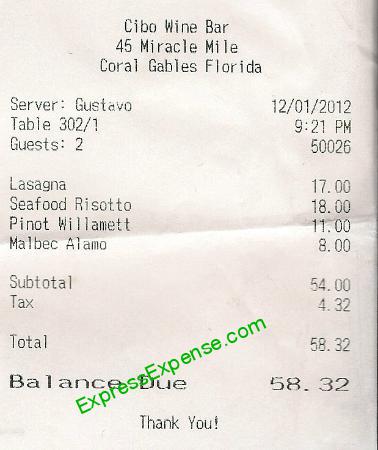 Cibo Wine Bar
45 Miracle Mile
Coral Gables Florida
Server: Gustavo 12/01/2012
Table 302/1 9:21 PM
Guests: 2 50026
Lasagna 17.00
Seafood Risotto 18.00
Pinot Willamett 11.00
Malbec Alamo 8.00
Subtotal 54.00
Tax 4.32
Total 58.32
Balance Due 58.32
ExpressExpense.com
Thank You!